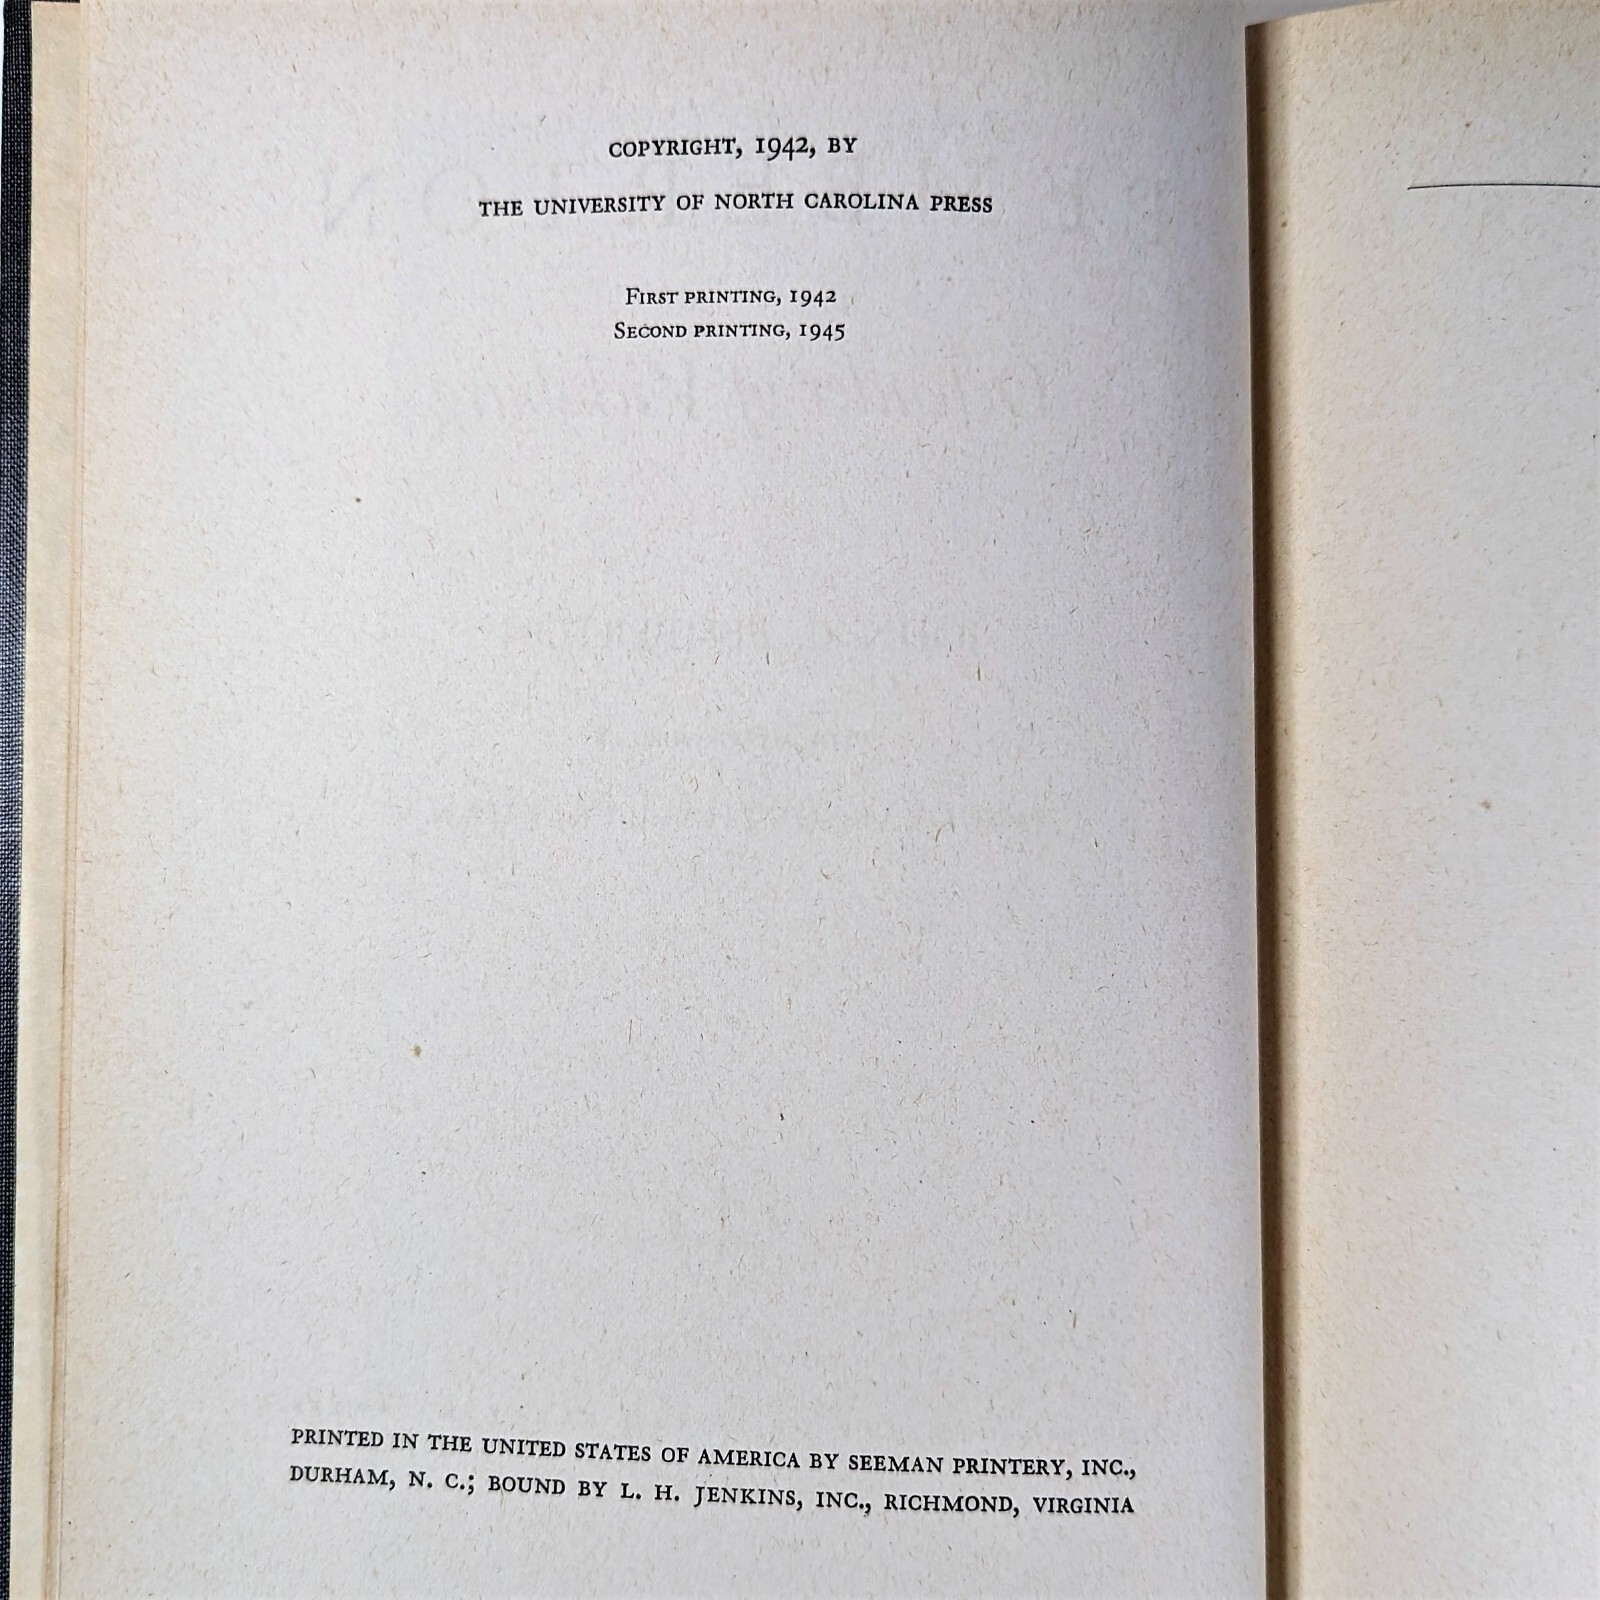 COPYRIGHT, 1942, BY
THE UNIVERSITY OF NORTH CAROLINA PRESS
FIRST PRINTING, 1942
SECOND PRINTING, 1945
PRINTED IN THE UNITED STATES OF AMERICA BY SEEMAN PRINTERY, INC.,
DURHAM, N. C.; BOUND BY L. H. JENKINS, INC., RICHMOND, VIRGINIA